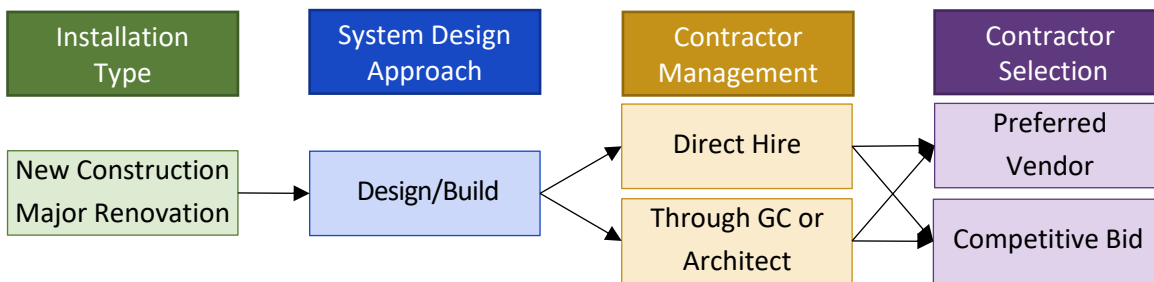 Installation
Type
System Design
Approach
Contractor
Management
Contractor
Selection
New Construction
Major Renovation
Design/Build
Direct Hire
Through GC or
Architect
Preferred
Vendor
Competitive Bid